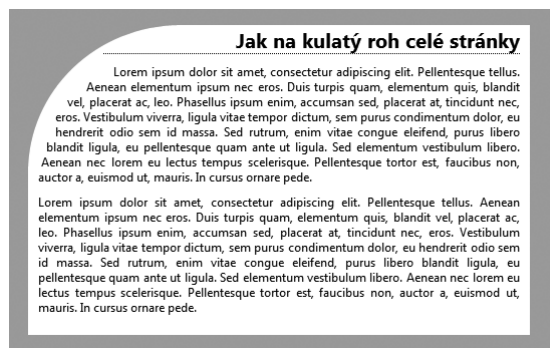 Jak na kulatý roh celé stránky
Lorem ipsum dolor sit amet, consectetur adipiscing elit. Pellentesque tellus.
Aenean elementum ipsum nec eros. Duis turpis quam, elementum quis, blandit
vel, placerat ac, leo. Phasellus ipsum enim, accumsan sed, placerat at, tincidunt nec,
eros. Vestibulum viverra, ligula vitae tempor dictum, sem purus condimentum dolor, eu
hendrerit odio sem id massa. Sed rutrum, enim vitae congue eleifend, purus libero
blandit ligula, eu pellentesque quam ante ut ligula. Sed elementum vestibulum libero.
Aenean nec lorem eu lectus tempus scelerisque. Pellentesque tortor est, faucibus non,
auctor a, euismod ut, mauris. In cursus ornare pede.
Lorem ipsum dolor sit amet, consectetur adipiscing elit. Pellentesque tellus. Aenean
elementum ipsum nec eros. Duis turpis quam, elementum quis, blandit vel, placerat ac,
leo. Phasellus ipsum enim, accumsan sed, placerat at, tincidunt nec, eros. Vestibulum
viverra, ligula vitae tempor dictum, sem purus condimentum dolor, eu hendrerit odio sem
id massa. Sed rutrum, enim vitae congue eleifend, purus libero blandit ligula, eu
pellentesque quam ante ut ligula. Sed elementum vestibulum libero. Aenean nec lorem eu
lectus tempus scelerisque. Pellentesque tortor est, faucibus non, auctor a, euismod ut,
mauris. In cursus ornare pede.